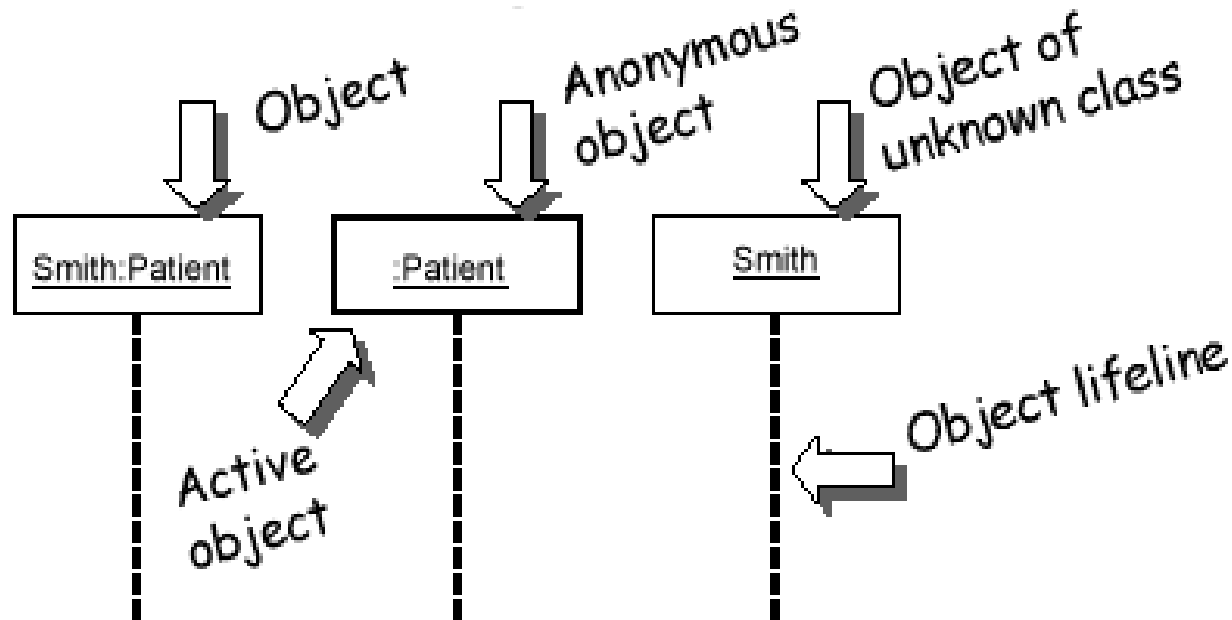 Object
Anonymous
object
Object of
unknown class
Smith:Patient
:Patient
Smith
Active
object
Object lifeline